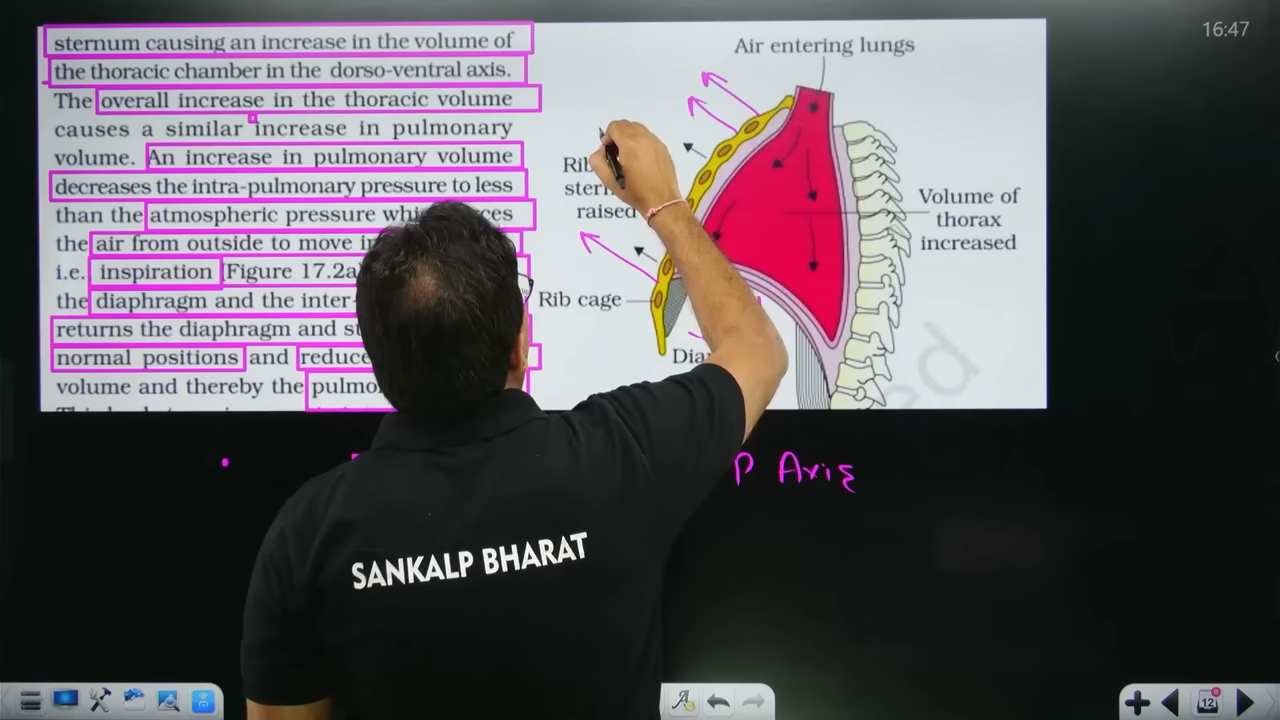 sternum causing an increase in the volume of
the thoracic chamber in the dorso-ventral axis.
The overall increase in the thoracic volume
causes a similar increase in pulmonary
volume. An increase in pulmonary volume
decreases the intra-pulmonary pressure to less
than the atmospheric pressure
the air from outside to move
i.e. inspiration (Figure 17.2a
the diaphragm and the inter-
returns the diaphragm and
normal positions and
volume and thereby the
Air entering lungs
raised
Volume of
thorax
increased
Rib cage
P Axis
SANKALP BHARAT
16:47
12